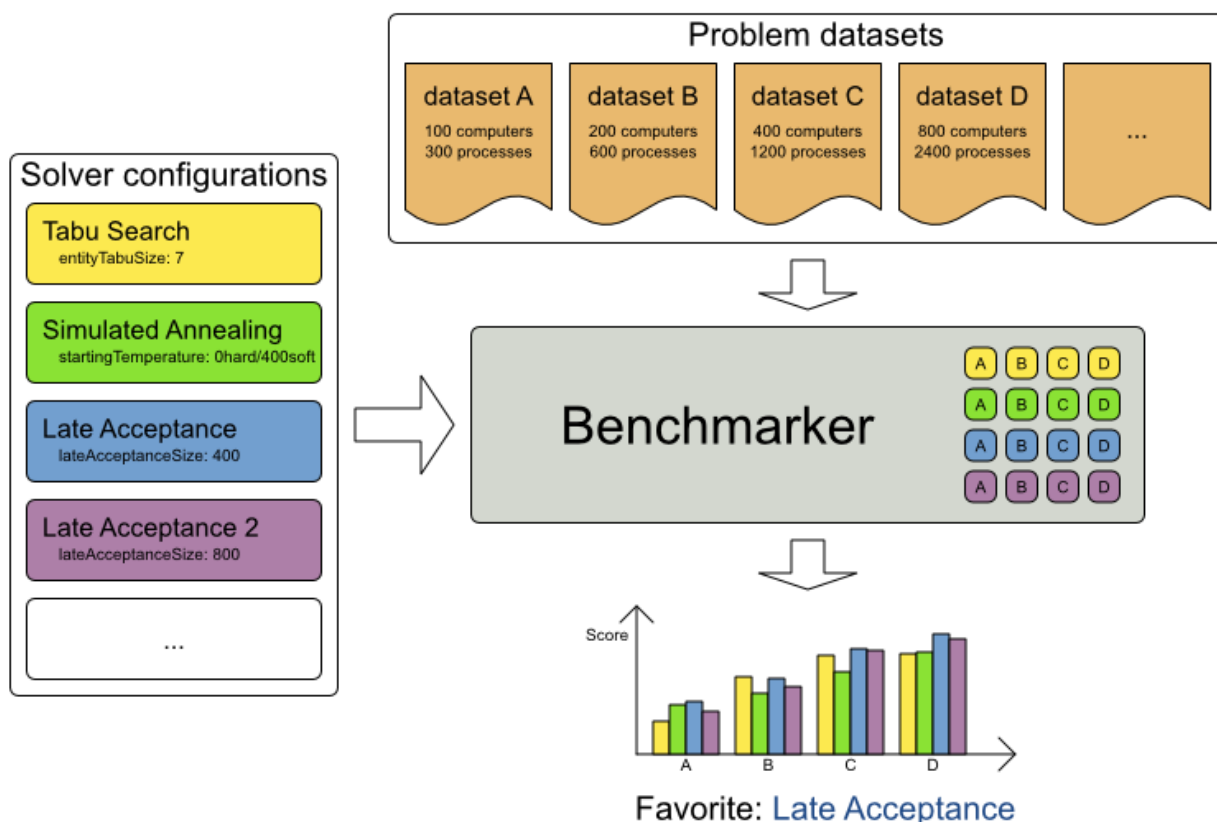 Problem datasets
dataset A
100 computers
300 processes
dataset B
200 computers
600 processes
dataset C
400 computers
1200 processes
dataset D
800 computers
2400 processes
...
Solver configurations
Tabu Search
entityTabuSize: 7
Simulated Annealing
startingTemperature: 0hard/400soft
Late Acceptance
lateAcceptanceSize: 400
Late Acceptance 2
lateAcceptanceSize: 800
...
Benchmarker
A B C D
A B C D
A B C D
A B C D
Score
A B C D
Favorite: Late Acceptance